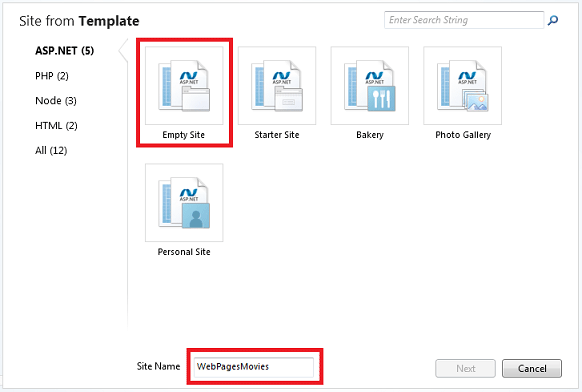 Site from Template
Enter Search String
ASP.NET (5)
PHP (2)
Node (3)
HTML (2)
All (12)
ASP.NET
ASP.NET
ASP.NET
ASP.NET
Empty Site
Starter Site
Bakery
Photo Gallery
ASP.NET
Personal Site
Site Name
WebPagesMovies
Next
Cancel